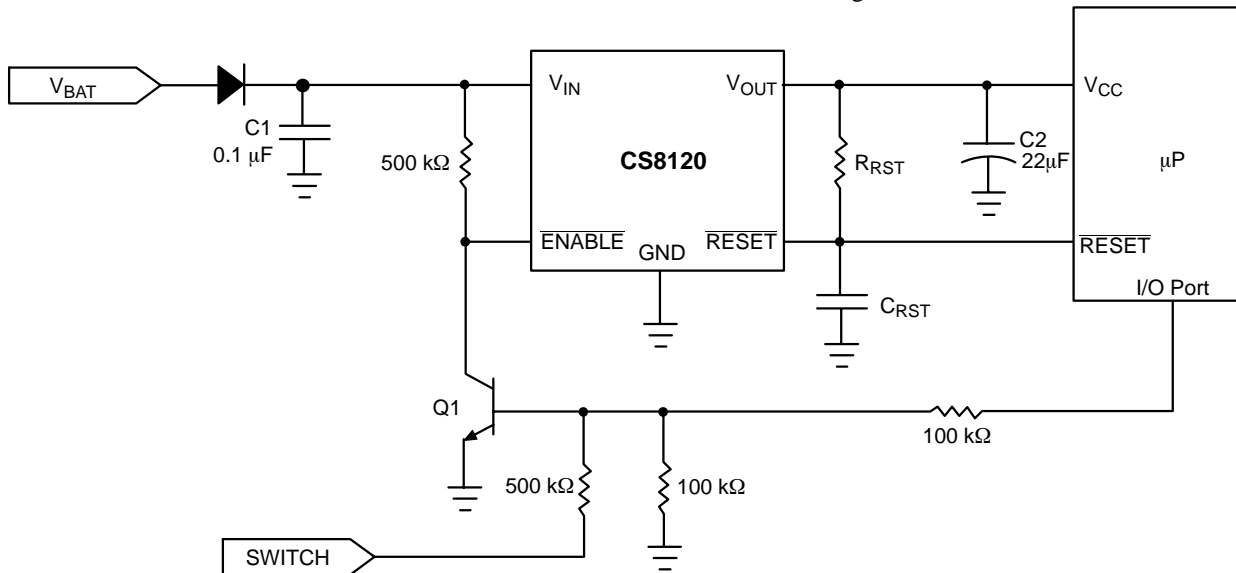 g
V_BAT
C1
0.1 μF
500 kΩ
V_IN
V_OUT
CS8120
ENABLE
RESET
GND
R_RST
C_RST
C2
22μF
V_CC
μP
RESET
I/O Port
Q1
500 kΩ
100 kΩ
100 kΩ
SWITCH